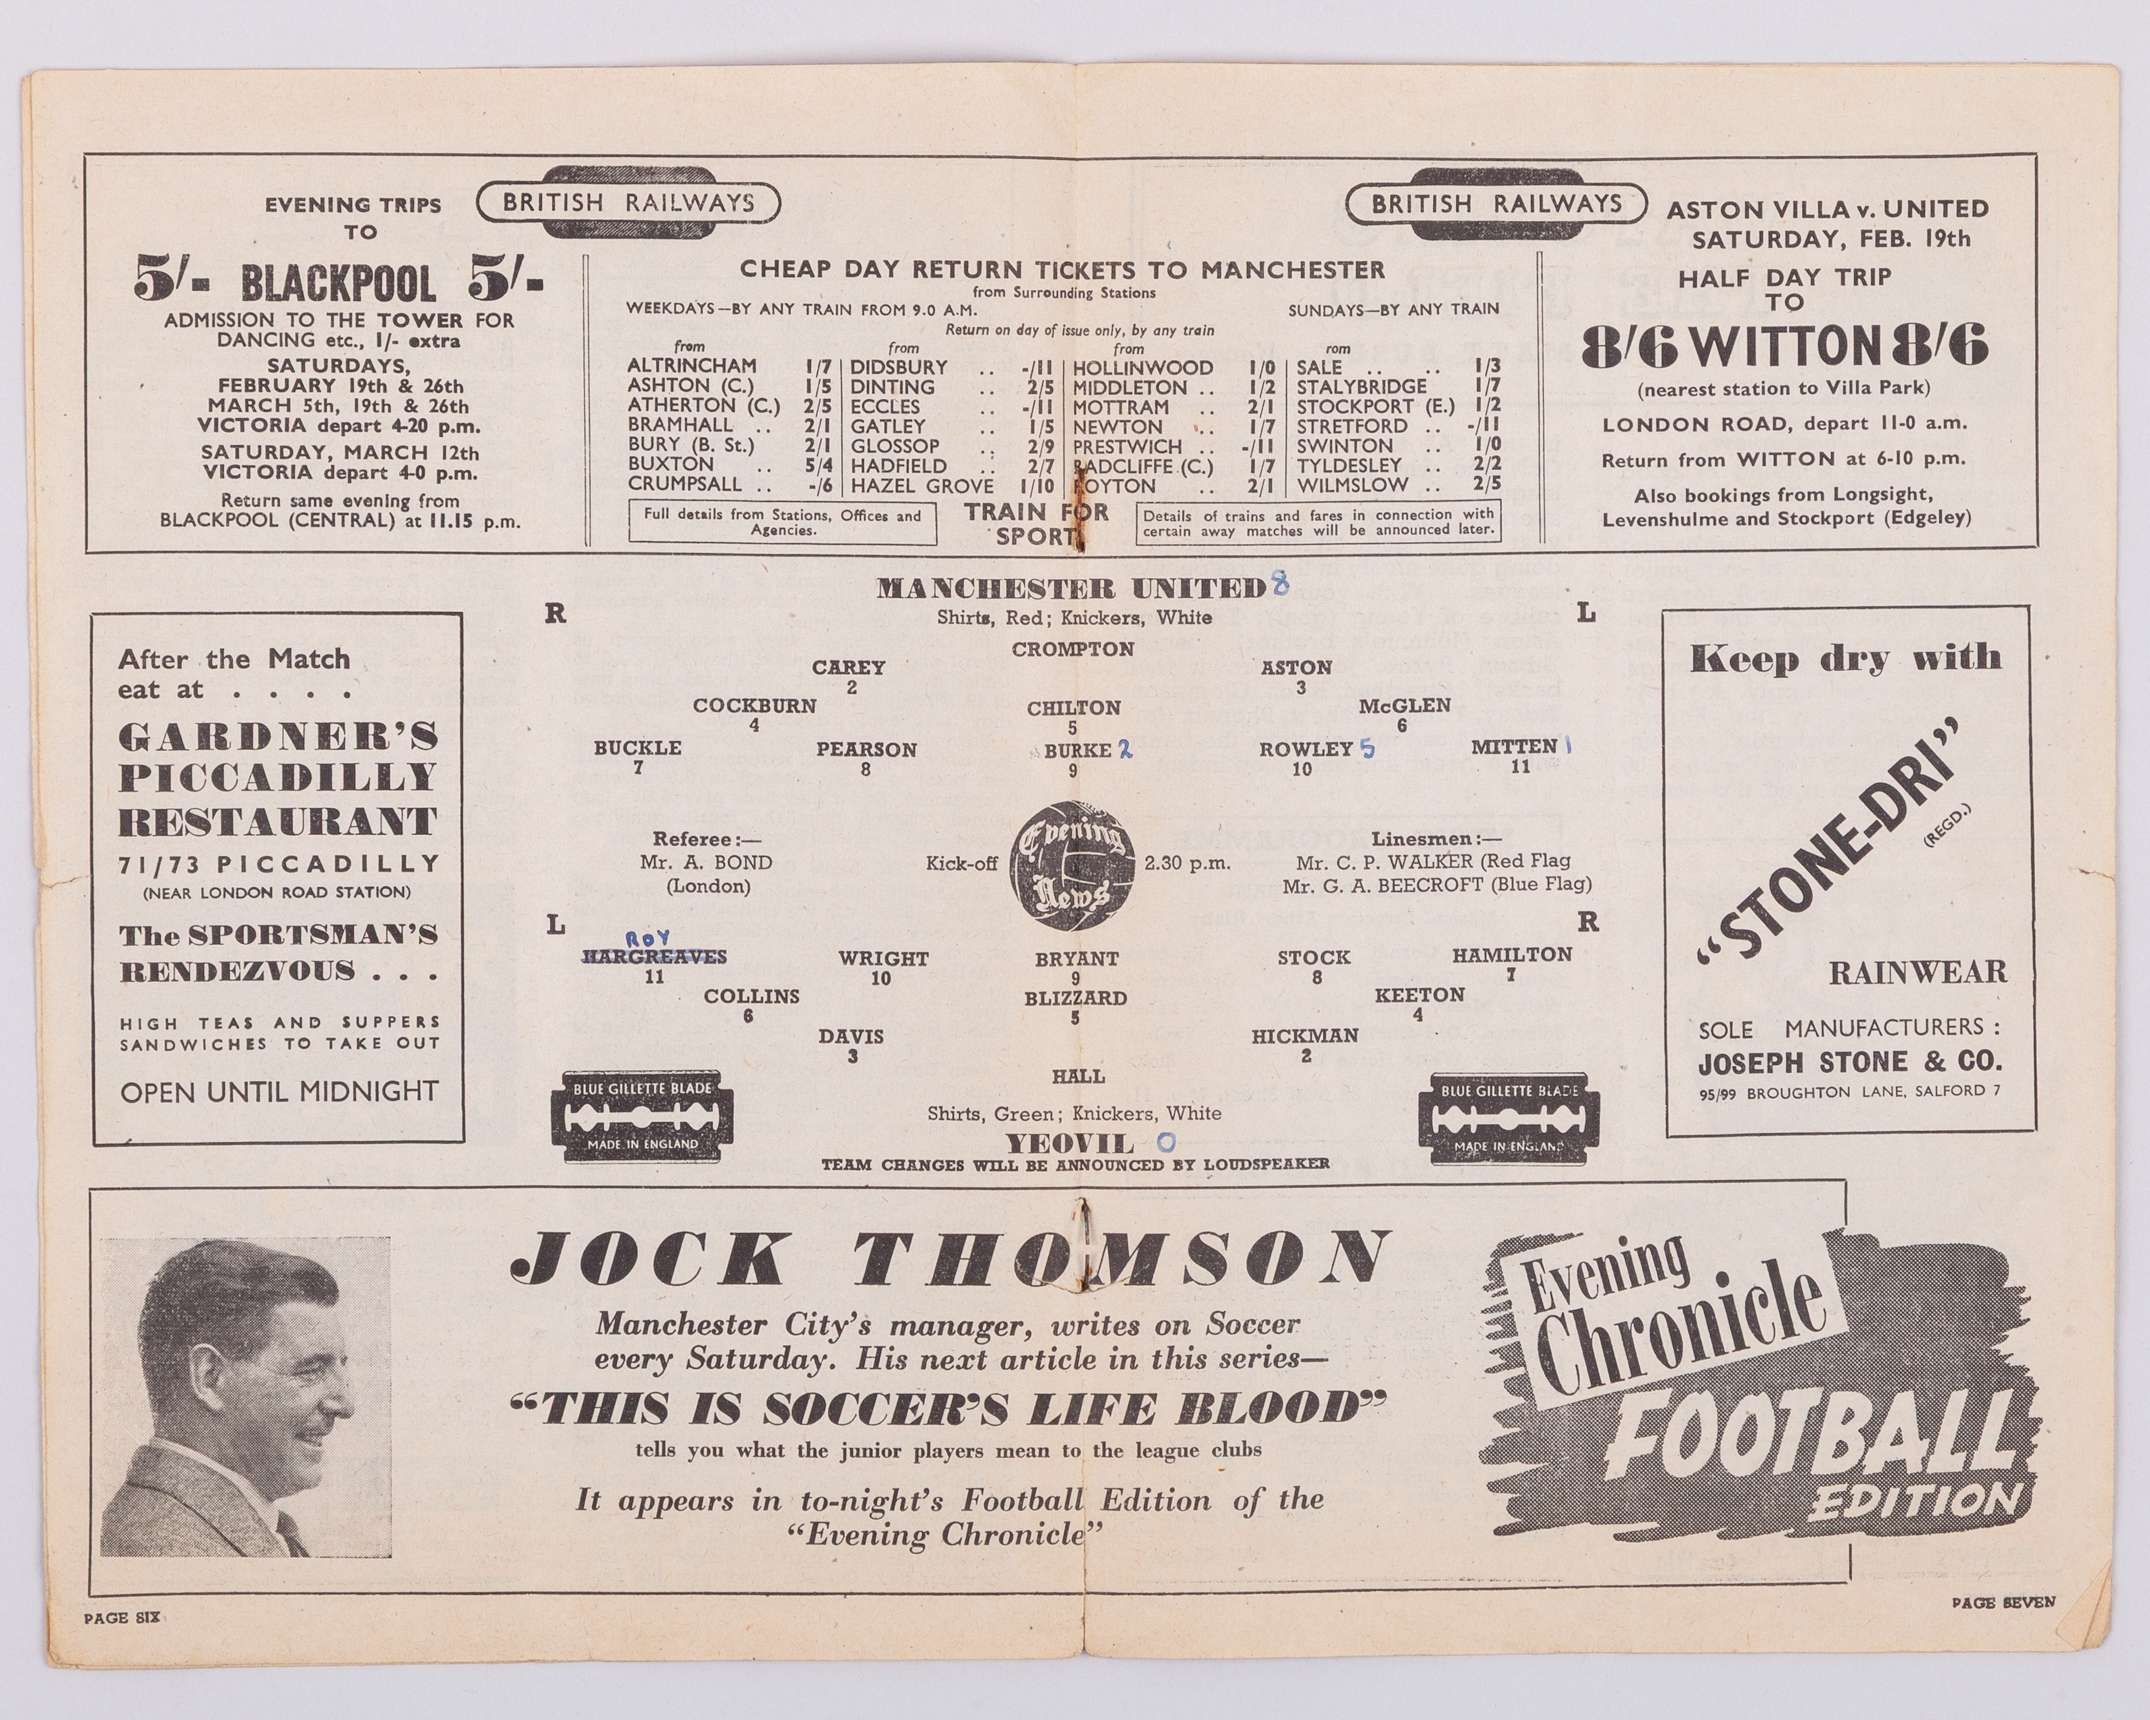 EVENING TRIPS
TO
5/- BLACKPOOL 5/-
ADMISSION TO THE TOWER FOR
DANCING etc., 1/- extra
SATURDAYS,
FEBRUARY 19th & 26th
MARCH 5th, 19th & 26th
VICTORIA depart 4-20 p.m.
SATURDAY, MARCH 12th
VICTORIA depart 4-0 p.m.
Return same evening from
BLACKPOOL (CENTRAL) at 11.15 p.m.
BRITISH RAILWAYS
BRITISH RAILWAYS
CHEAP DAY RETURN TICKETS TO MANCHESTER
from Surrounding Stations
WEEKDAYS—BY ANY TRAIN FROM 9.0 A.M. SUNDAYS—BY ANY TRAIN
Return on day of issue only, by any train
from from from rom
ALTRINCHAM 1/7 DIDSBURY .. -/11 HOLLINWOOD 1/0 SALE .. .. 1/3
ASHTON (C.) 1/5 DINTING .. 2/5 MIDDLETON .. 1/2 STALYBRIDGE 1/7
ATHERTON (C.) 2/5 ECCLES .. -/11 MOTTRAM .. 2/1 STOCKPORT (E.) 1/2
BRAMHALL .. 2/1 GATLEY .. 1/5 NEWTON .. 1/7 STRETFORD .. -/11
BURY (B. St.) 2/1 GLOSSOP .. 2/9 PRESTWICH .. -/11 SWINTON .. 1/0
BUXTON .. 5/4 HADFIELD .. 2/7 RADCLIFFE (C.) 1/7 TYLDESLEY .. 2/2
CRUMPSALL .. -/6 HAZEL GROVE 1/10 ROYTON .. 2/1 WILMSLOW .. 2/5
Full details from Stations, Offices and
Agencies.
TRAIN FOR
SPORT
Details of trains and fares in connection with
certain away matches will be announced later.
ASTON VILLA v. UNITED
SATURDAY, FEB. 19th
HALF DAY TRIP
TO
8/6 WITTON 8/6
(nearest station to Villa Park)
LONDON ROAD, depart 11-0 a.m.
Return from WITTON at 6-10 p.m.
Also bookings from Longsight,
Levenshulme and Stockport (Edgeley)
After the Match
eat at . . . .
GARDNER'S
PICCADILLY
RESTAURANT
71/73 PICCADILLY
(NEAR LONDON ROAD STATION)
The SPORTSMAN'S
RENDEZVOUS . . .
HIGH TEAS AND SUPPERS
SANDWICHES TO TAKE OUT
OPEN UNTIL MIDNIGHT
MANCHESTER UNITED 8
R L
Shirts, Red; Knickers, White
CROMPTON
CAREY ASTON
2 3
COCKBURN CHILTON McGLEN
4 5 6
BUCKLE PEARSON BURKE 2 ROWLEY 5 MITTEN 1
7 8 9 10 11
Referee:—
Mr. A. BOND
(London)
Kick-off Evening News 2.30 p.m.
Linesmen:—
Mr. C. P. WALKER (Red Flag
Mr. G. A. BEECROFT (Blue Flag)
L R
ROY
HARGREAVES WRIGHT BRYANT STOCK HAMILTON
11 10 9 8 7
COLLINS BLIZZARD KEETON
6 5 4
DAVIS HICKMAN
3 2
HALL
Shirts, Green; Knickers, White
YEOVIL 0
TEAM CHANGES WILL BE ANNOUNCED BY LOUDSPEAKER
BLUE GILLETTE BLADE
MADE IN ENGLAND
BLUE GILLETTE BLADE
MADE IN ENGLAND
Keep dry with
"STONE-DRI"
(REGD.)
RAINWEAR
SOLE MANUFACTURERS :
JOSEPH STONE & CO.
95/99 BROUGHTON LANE, SALFORD 7
JOCK THOMSON
Manchester City's manager, writes on Soccer
every Saturday. His next article in this series—
"THIS IS SOCCER'S LIFE BLOOD"
tells you what the junior players mean to the league clubs
It appears in to-night's Football Edition of the
"Evening Chronicle"
Evening
Chronicle
FOOTBALL
EDITION
PAGE SIX
PAGE SEVEN